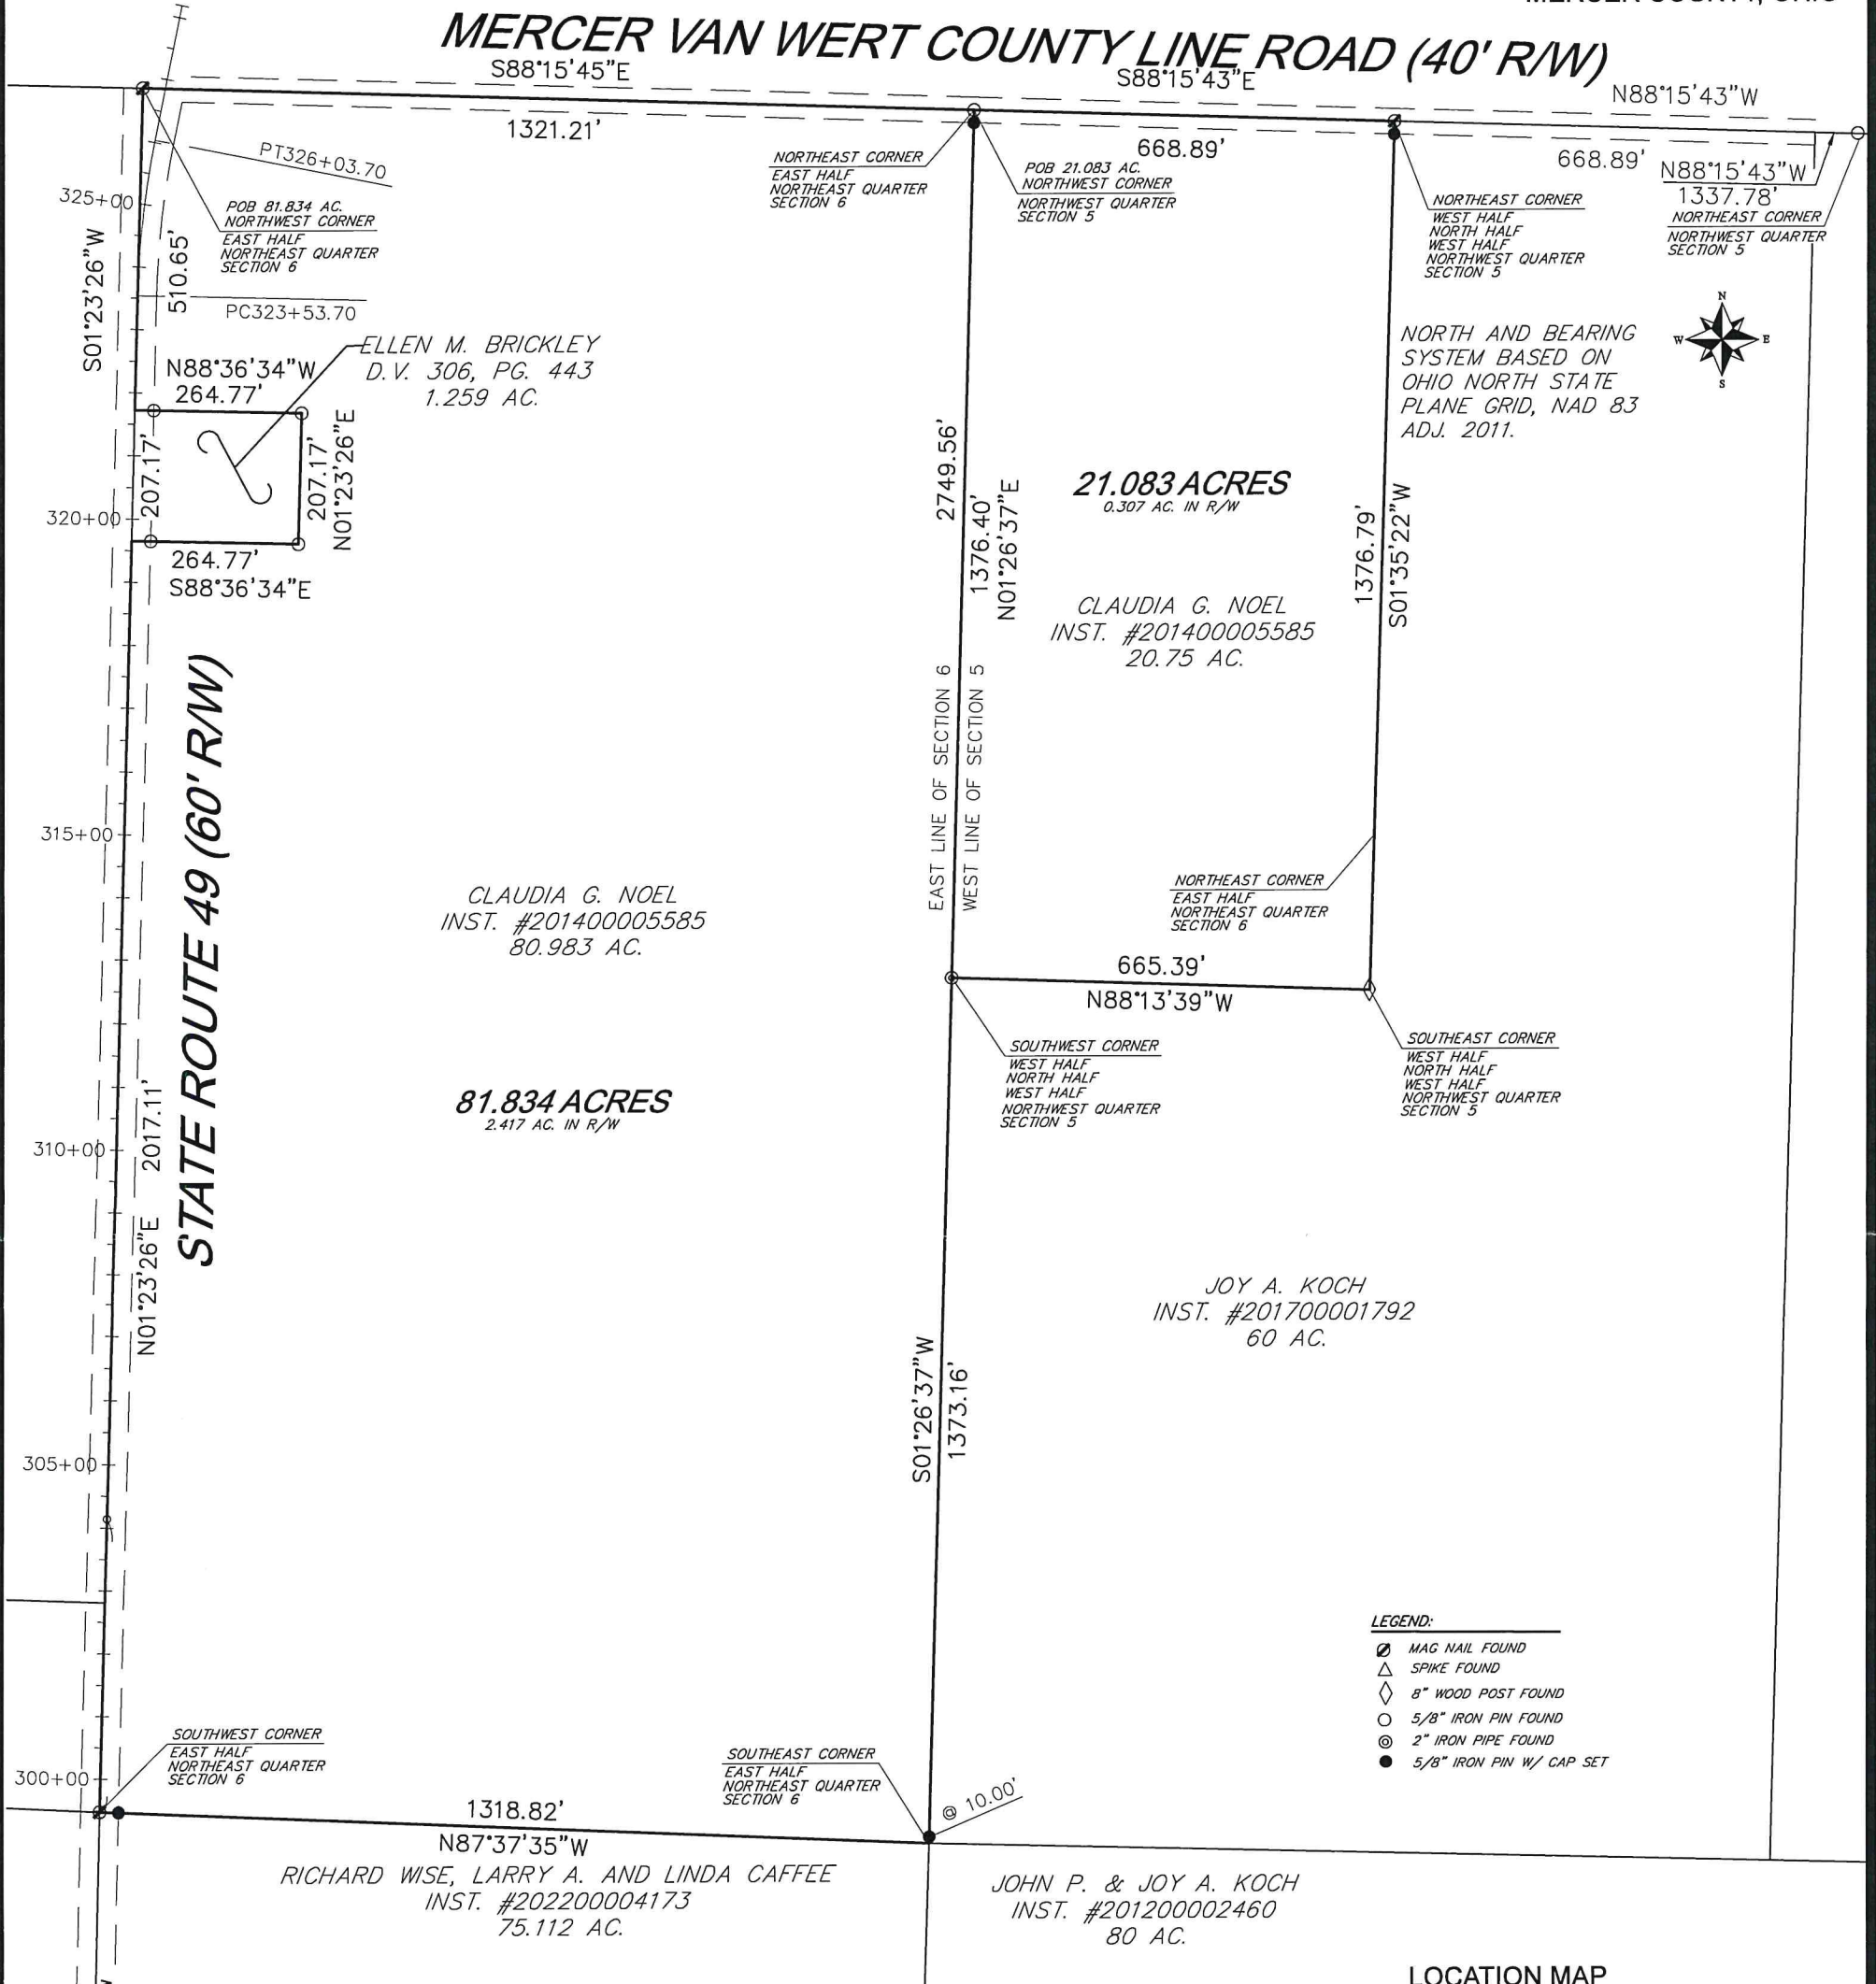 MERCER COUNTY, OHIO
MERCER VAN WERT COUNTY LINE ROAD (40' R/W)
S88°15'45"E
S88°15'43"E
N88°15'43"W
1321.21'
668.89'
668.89'
N88°15'43"W
1337.78'
NORTHEAST CORNER
NORTHWEST QUARTER
SECTION 5
PT326+03.70
325+00
POB 81.834 AC.
NORTHWEST CORNER
EAST HALF
NORTHEAST QUARTER
SECTION 6
NORTHEAST CORNER
EAST HALF
NORTHEAST QUARTER
SECTION 6
POB 21.083 AC.
NORTHWEST CORNER
NORTHWEST QUARTER
SECTION 5
NORTHEAST CORNER
WEST HALF
NORTH HALF
WEST HALF
NORTHWEST QUARTER
SECTION 5
S01°23'26"W
510.65'
PC323+53.70
N
W
E
S
NORTH AND BEARING
SYSTEM BASED ON
OHIO NORTH STATE
PLANE GRID, NAD 83
ADJ. 2011.
ELLEN M. BRICKLEY
D.V. 306, PG. 443
1.259 AC.
N88°36'34"W
264.77'
207.17'
207.17'
N01°23'26"E
320+00
264.77'
S88°36'34"E
2749.56'
1376.40'
N01°26'37"E
21.083 ACRES
0.307 AC. IN R/W
1376.79'
S01°35'22"W
CLAUDIA G. NOEL
INST. #201400005585
20.75 AC.
EAST LINE OF SECTION 6
WEST LINE OF SECTION 5
STATE ROUTE 49 (60' R/W)
315+00
CLAUDIA G. NOEL
INST. #201400005585
80.983 AC.
NORTHEAST CORNER
EAST HALF
NORTHEAST QUARTER
SECTION 6
665.39'
N88°13'39"W
SOUTHWEST CORNER
WEST HALF
NORTH HALF
WEST HALF
NORTHWEST QUARTER
SECTION 5
SOUTHEAST CORNER
WEST HALF
NORTH HALF
WEST HALF
NORTHWEST QUARTER
SECTION 5
81.834 ACRES
2.417 AC. IN R/W
310+00
2017.11'
N01°23'26"E
JOY A. KOCH
INST. #201700001792
60 AC.
S01°26'37"W
1373.16'
305+00
LEGEND:
MAG NAIL FOUND
SPIKE FOUND
8" WOOD POST FOUND
5/8" IRON PIN FOUND
2" IRON PIPE FOUND
5/8" IRON PIN W/ CAP SET
SOUTHWEST CORNER
EAST HALF
NORTHEAST QUARTER
SECTION 6
300+00
SOUTHEAST CORNER
EAST HALF
NORTHEAST QUARTER
SECTION 6
@ 10.00'
1318.82'
N87°37'35"W
RICHARD WISE, LARRY A. AND LINDA CAFFEE
INST. #202200004173
75.112 AC.
JOHN P. & JOY A. KOCH
INST. #201200002460
80 AC.
LOCATION MAP